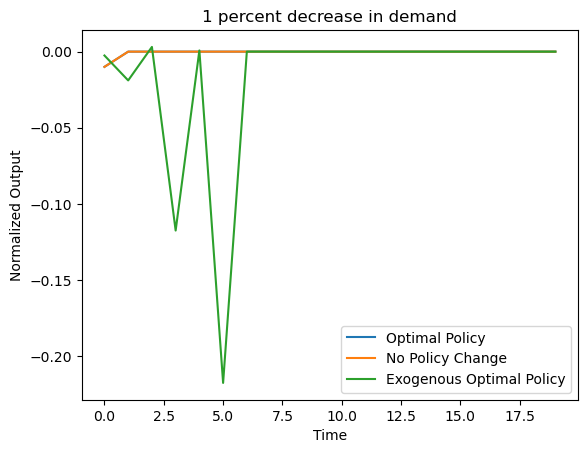 1 percent decrease in demand
Normalized Output
0.00
−0.05
−0.10
−0.15
−0.20
Optimal Policy
No Policy Change
Exogenous Optimal Policy
0.0 2.5 5.0 7.5 10.0 12.5 15.0 17.5
Time